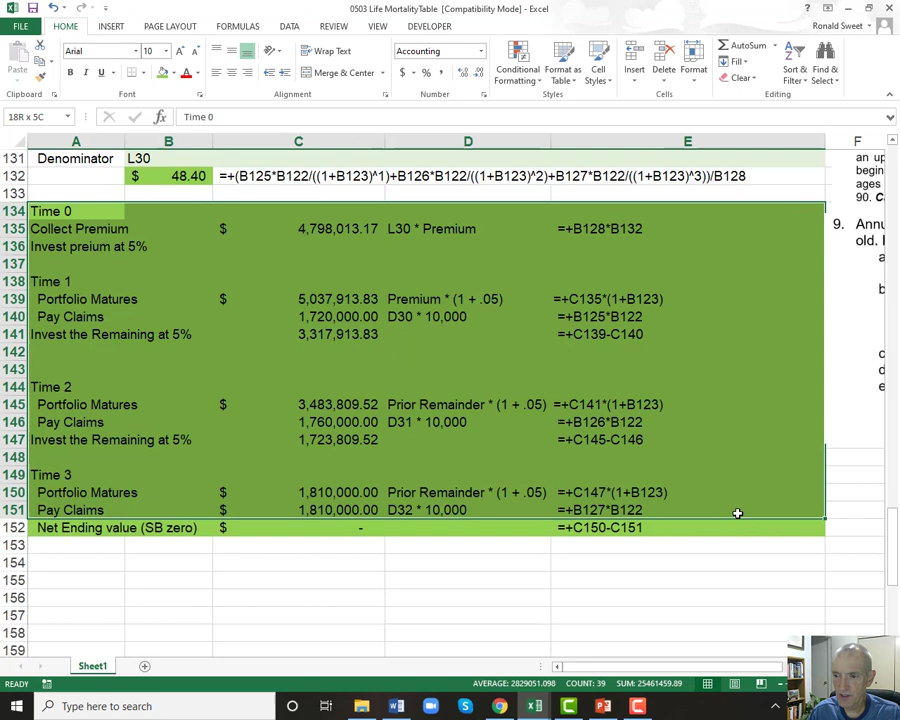 0503 Life MortalityTable [Compatibility Mode] - Excel
FILE HOME INSERT PAGE LAYOUT FORMULAS DATA REVIEW VIEW DEVELOPER Ronald Sweet
Arial 10 Wrap Text Accounting AutoSum
Paste B I U Merge & Center $ % Conditional Formatting Format as Table Cell Styles Insert Delete Format Fill Clear Sort & Filter Find & Select
Clipboard Font Alignment Number Styles Cells Editing
18R x 5C fx Time 0
A B C D E F
131 Denominator L30
132 $ 48.40 =+(B125*B122/((1+B123)^1)+B126*B122/((1+B123)^2)+B127*B122/((1+B123)^3))/B128
133
134 Time 0
135 Collect Premium $ 4,798,013.17 L30 * Premium =+B128*B132
136 Invest preium at 5%
137
138 Time 1
139 Portfolio Matures $ 5,037,913.83 Premium * (1 + .05) =+C135*(1+B123)
140 Pay Claims 1,720,000.00 D30 * 10,000 =+B125*B122
141 Invest the Remaining at 5% 3,317,913.83 =+C139-C140
142
143
144 Time 2
145 Portfolio Matures $ 3,483,809.52 Prior Remainder * (1 + .05) =+C141*(1+B123)
146 Pay Claims 1,760,000.00 D31 * 10,000 =+B126*B122
147 Invest the Remaining at 5% 1,723,809.52 =+C145-C146
148
149 Time 3
150 Portfolio Matures $ 1,810,000.00 Prior Remainder * (1 + .05) =+C147*(1+B123)
151 Pay Claims $ 1,810,000.00 D32 * 10,000 =+B127*B122
152 Net Ending value (SB zero) $ - =+C150-C151
153
154
155
156
157
158
159
an up
begin
ages
90.
9. Annu
old. I
a
b
c
d
e
Sheet1
READY AVERAGE: 2829051.098 COUNT: 39 SUM: 25461459.89
Type here to search